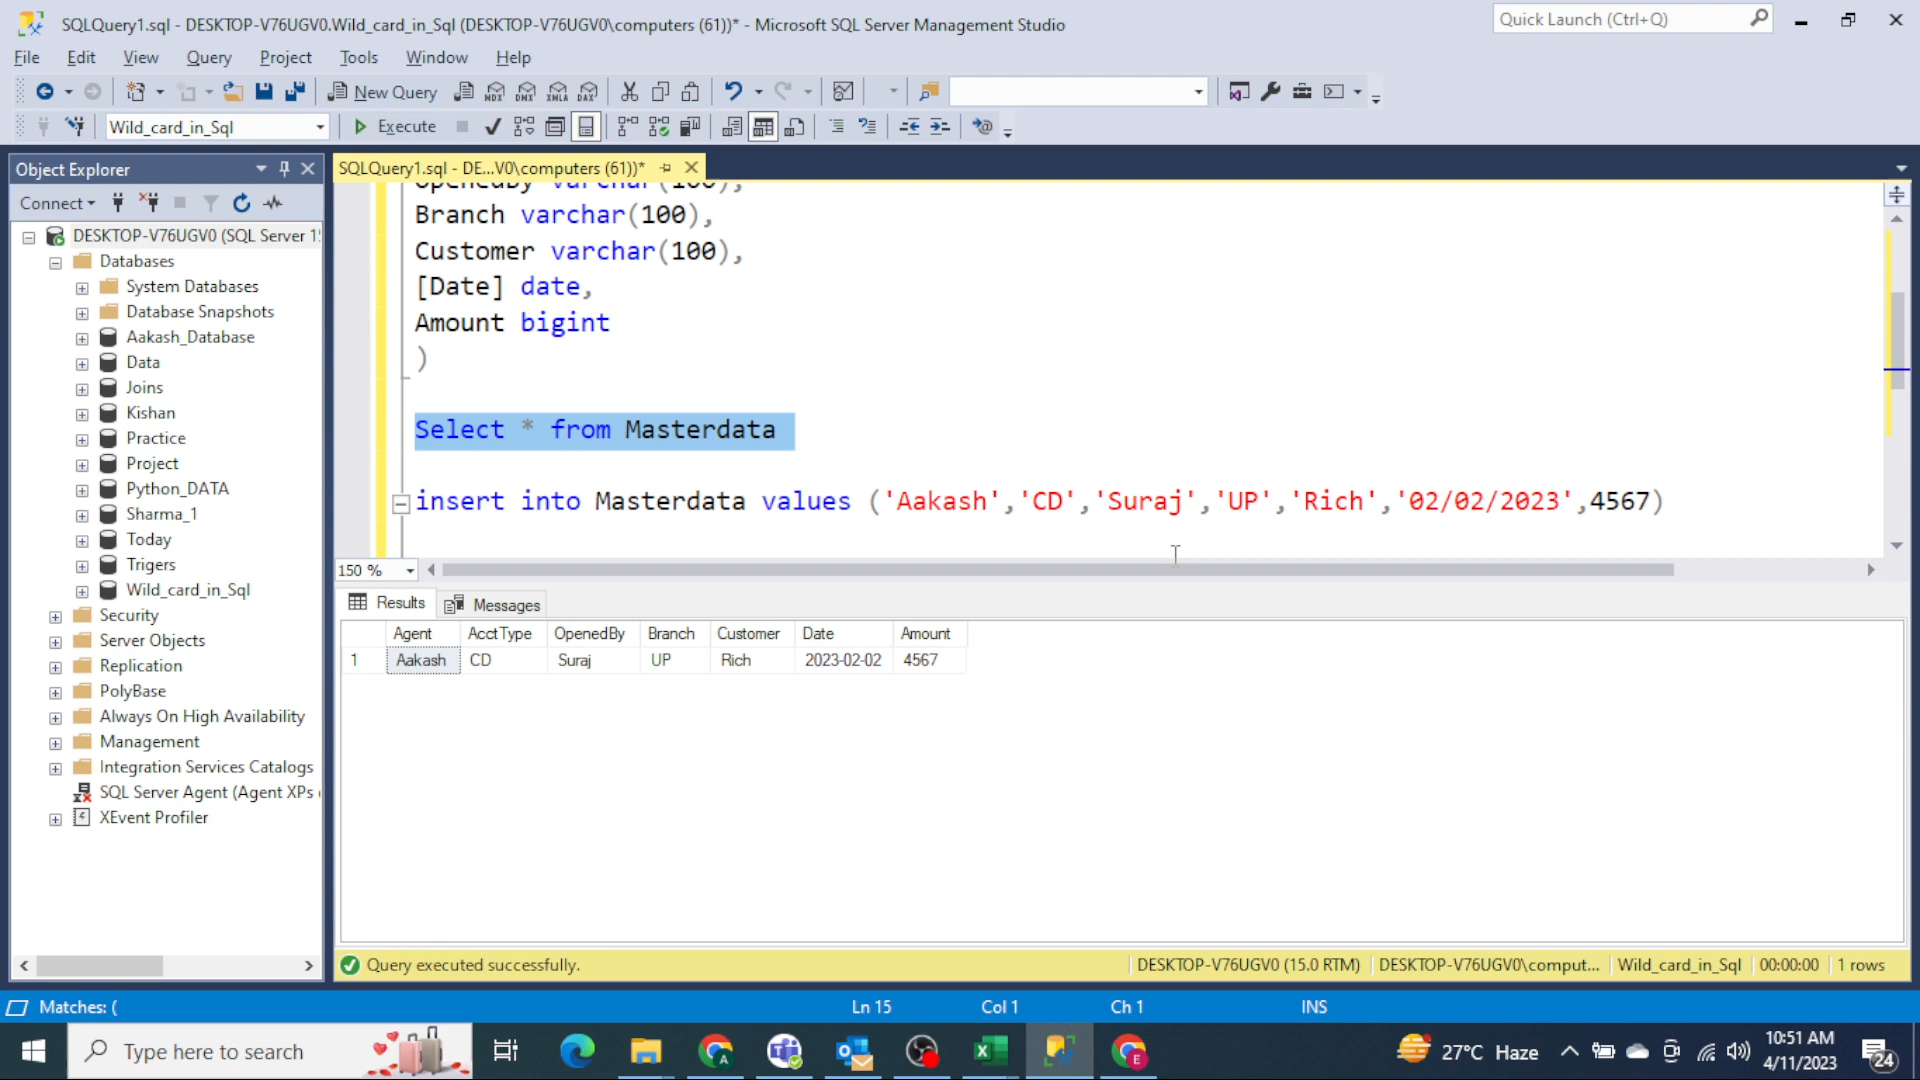 SQLQuery1.sql - DESKTOP-V76UGV0.Wild_card_in_Sql (DESKTOP-V76UGV0\computers (61))* - Microsoft SQL Server Management Studio
Quick Launch (Ctrl+Q)
File Edit View Query Project Tools Window Help
New Query
MDX DMX XMLA DAX
Wild_card_in_Sql
Execute
Object Explorer
SQLQuery1.sql - DE...V0\computers (61))*
Connect
DESKTOP-V76UGV0 (SQL Server 1
Databases
System Databases
Database Snapshots
Aakash_Database
Data
Joins
Kishan
Practice
Project
Python_DATA
Sharma_1
Today
Trigers
Wild_card_in_Sql
Security
Server Objects
Replication
PolyBase
Always On High Availability
Management
Integration Services Catalogs
SQL Server Agent (Agent XPs
XEvent Profiler
OpenedBy varchar(100),
Branch varchar(100),
Customer varchar(100),
[Date] date,
Amount bigint
)
Select * from Masterdata
insert into Masterdata values ('Aakash','CD','Suraj','UP','Rich','02/02/2023',4567)
150 %
Results Messages
Agent AcctType OpenedBy Branch Customer Date Amount
1 Aakash CD Suraj UP Rich 2023-02-02 4567
Query executed successfully.
DESKTOP-V76UGV0 (15.0 RTM) DESKTOP-V76UGV0\comput... Wild_card_in_Sql 00:00:00 1 rows
Matches: (
Ln 15 Col 1 Ch 1 INS
Type here to search
A
E
27°C Haze
10:51 AM
4/11/2023
24